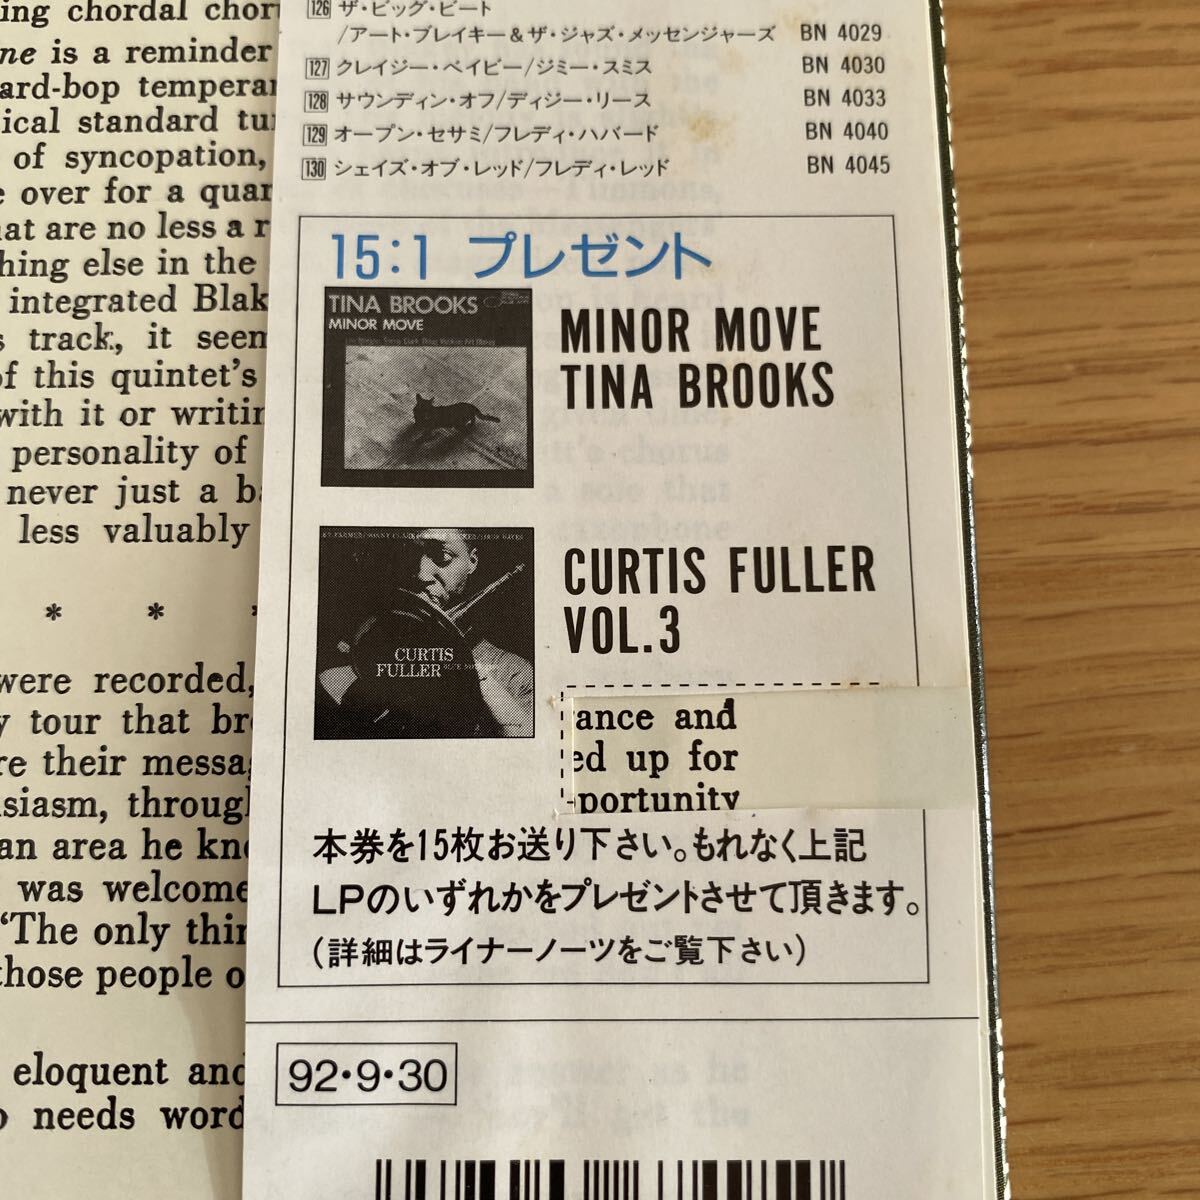 ing chordal chor
ne is a reminder
ard-bop tempera
ical standard tu
of syncopation,
e over for a quar
at are no less a r
hing else in the
integrated Blak
s track, it seem
of this quintet's
with it or writin
personality of
never just a b
less valuably
* * *
were recorded,
y tour that br
re their messa
siasm, throug
an area he kne
was welcome
"The only thin
those people o
eloquent and
o needs word
126 ザ・ビッグ・ビート
/アート・ブレイキー&ザ・ジャズ・メッセンジャーズ BN 4029
127 クレイジー・ベイビー/ジミー・スミス BN 4030
128 サウンディン・オフ/ディジー・リース BN 4033
129 オープン・セサミ/フレディ・ハバード BN 4040
130 シェイズ・オブ・レッド/フレディ・レッド BN 4045
15:1 プレゼント
TINA BROOKS
MINOR MOVE
MINOR MOVE
TINA BROOKS
CURTIS
FULLER
CURTIS FULLER
VOL.3
ance and
ed up for
portunity
本券を15枚お送り下さい。もれなく上記
LPのいずれかをプレゼントさせて頂きます。
(詳細はライナーノーツをご覧下さい)
92・9・30